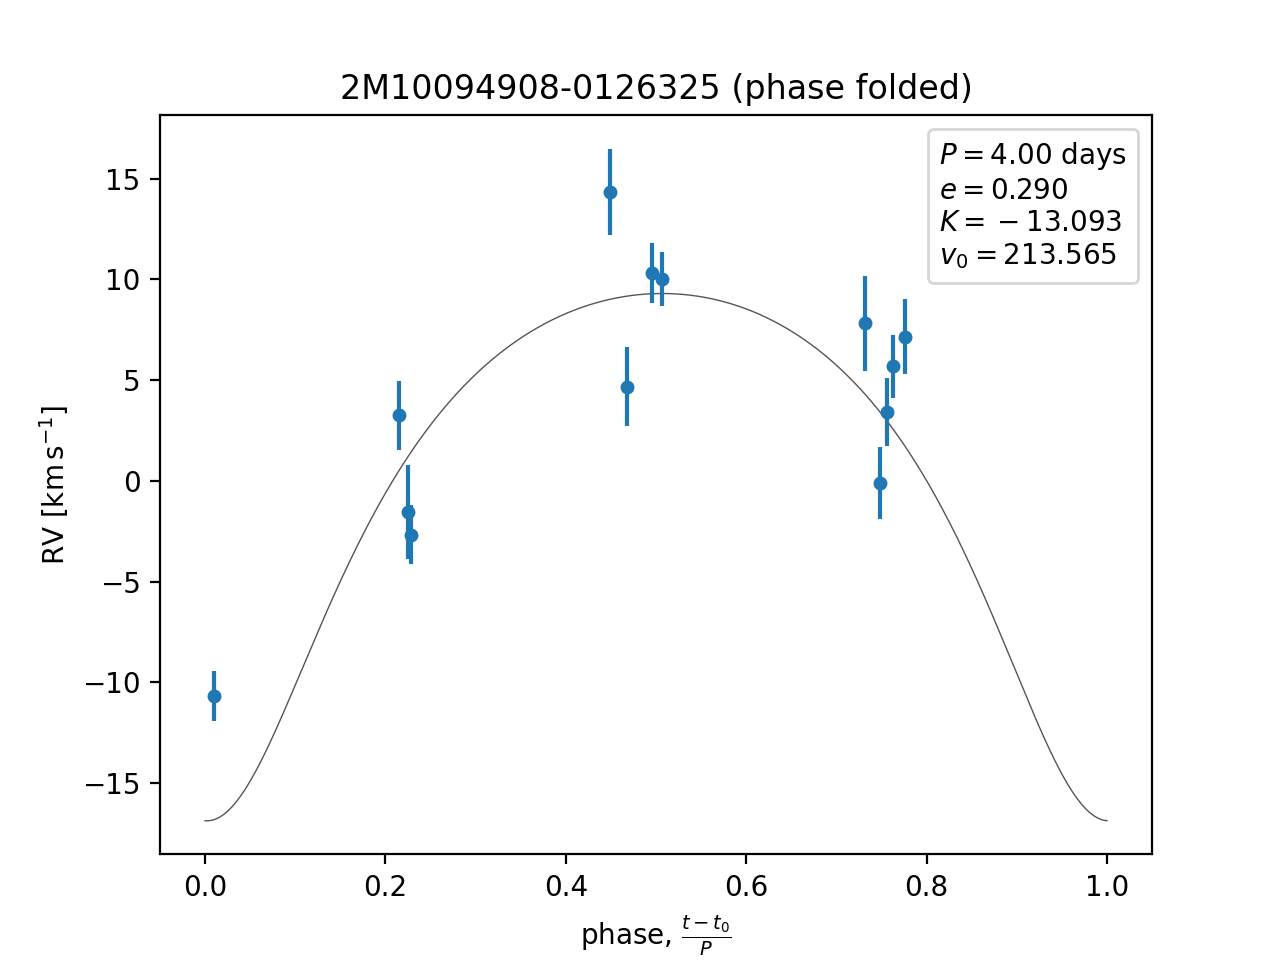 2M10094908-0126325 (phase folded)
P = 4.00 days
e = 0.290
K = −13.093
v₀ = 213.565
RV [km s⁻¹]
15
10
5
0
−5
−10
−15
0.0 0.2 0.4 0.6 0.8 1.0
phase, (t − t₀)/P